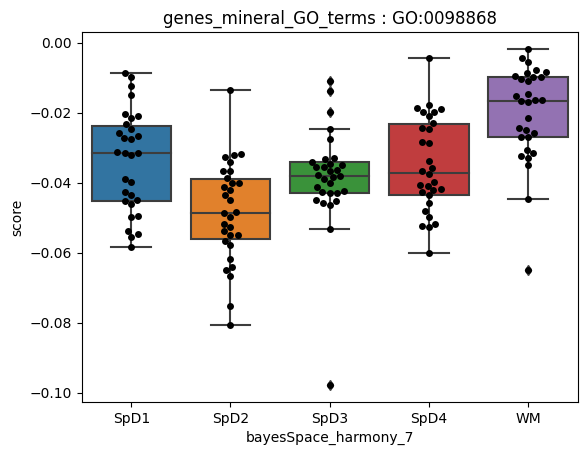 genes_mineral_GO_terms : GO:0098868
0.00
−0.02
−0.04
−0.06
−0.08
−0.10
score
SpD1 SpD2 SpD3 SpD4 WM
bayesSpace_harmony_7